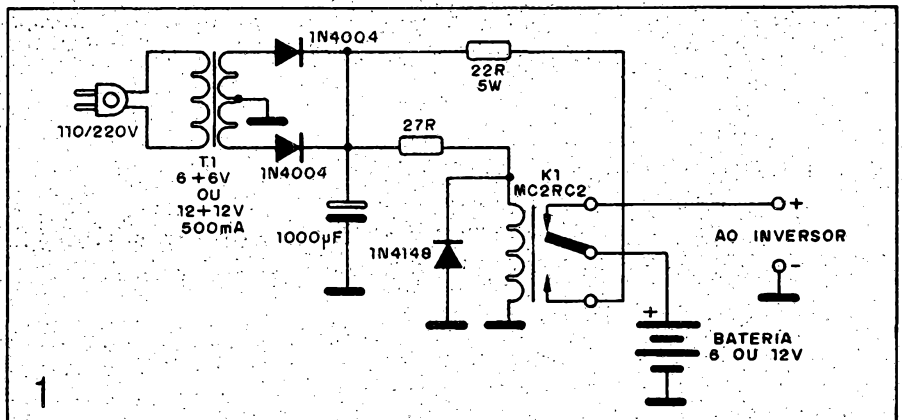 1N4004
22R
5W
110/220V
27R
1N4004
T1
6+6V
OU
12+12V
500mA
K1
MC2RC2
+
1000µF
1N4148
AO INVERSOR
-
+
BATERIA
6 OU 12V
1